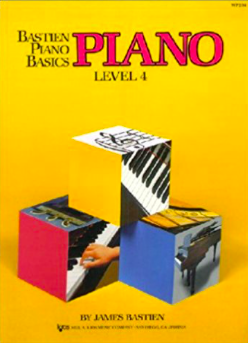 BASTIEN
PIANO
BASICS
PIANO
LEVEL 4
BY JAMES BASTIEN